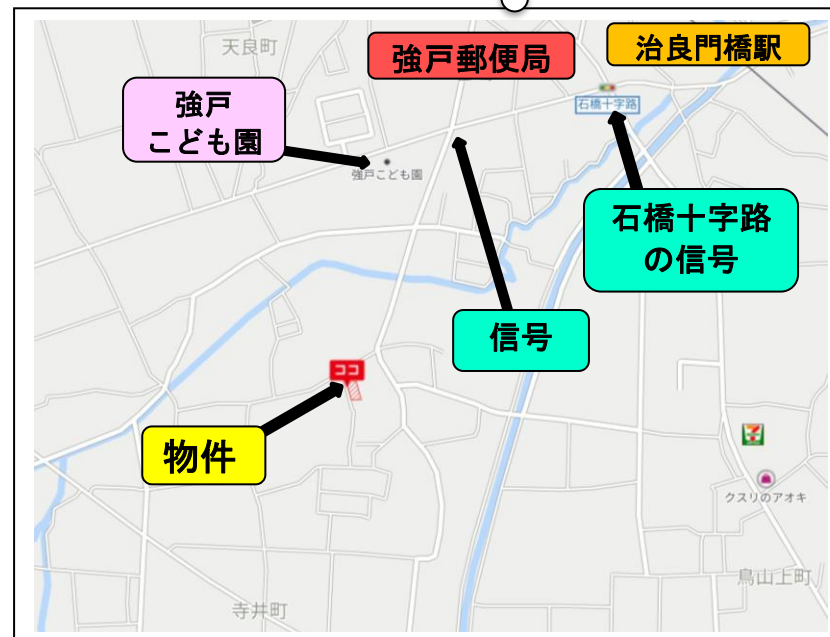 天良町
強戸郵便局
治良門橋駅
強戸
こども園
石橋十字路
強戸こども園
石橋十字路
の信号
信号
ココ
物件
7
クスリのアオキ
鳥山上町
寺井町